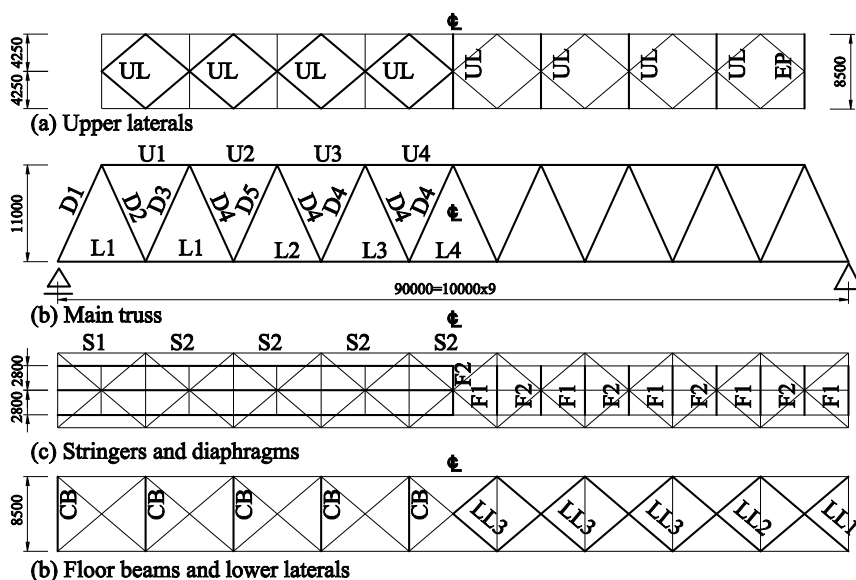 ℄
4250 4250 UL UL UL UL UL UL UL UL EP 8500
(a) Upper laterals
U1 U2 U3 U4
11000 D1 D2 D3 D4 D5 D4 D4 D4 D4 ℄
L1 L1 L2 L3 L4
90000=10000x9
(b) Main truss
℄
S1 S2 S2 S2 S2
2800 2800 F2 F1 F2 F1 F2 F1 F2 F1 F2 F1
(c) Stringers and diaphragms
℄
8500 CB CB CB CB CB LL3 LL3 LL3 LL2 LL1
(b) Floor beams and lower laterals